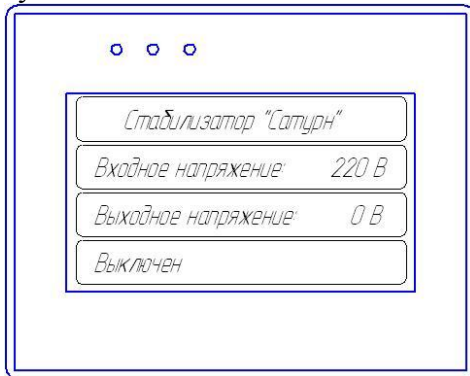 Стабилизатор "Сатурн"
Входное напряжение: 220 В
Выходное напряжение: 0 В
Выключен